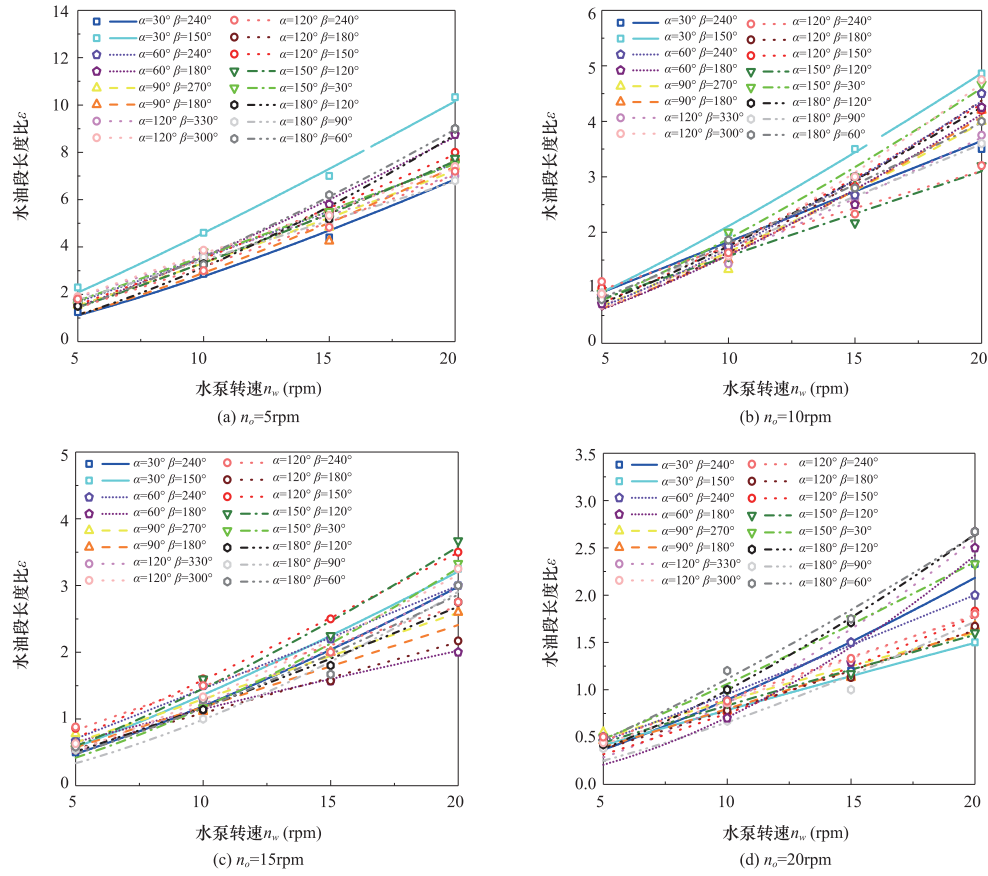 14
12
10
8
6
4
2
0
水油段长度比ε
α=30° β=240°
α=30° β=150°
α=60° β=240°
α=60° β=180°
α=90° β=270°
α=90° β=180°
α=120° β=330°
α=120° β=300°
α=120° β=240°
α=120° β=180°
α=120° β=150°
α=150° β=120°
α=150° β=30°
α=180° β=120°
α=180° β=90°
α=180° β=60°
5 10 15 20
水泵转速nw (rpm)
(a) no=5rpm
6
5
4
3
2
1
0
水油段长度比ε
α=30° β=240°
α=30° β=150°
α=60° β=240°
α=60° β=180°
α=90° β=270°
α=90° β=180°
α=120° β=330°
α=120° β=300°
α=120° β=240°
α=120° β=180°
α=120° β=150°
α=150° β=120°
α=150° β=30°
α=180° β=120°
α=180° β=90°
α=180° β=60°
5 10 15 20
水泵转速nw (rpm)
(b) no=10rpm
5
4
3
2
1
0
水油段长度比ε
α=30° β=240°
α=30° β=150°
α=60° β=240°
α=60° β=180°
α=90° β=270°
α=90° β=180°
α=120° β=330°
α=120° β=300°
α=120° β=240°
α=120° β=180°
α=120° β=150°
α=150° β=120°
α=150° β=30°
α=180° β=120°
α=180° β=90°
α=180° β=60°
5 10 15 20
水泵转速nw (rpm)
(c) no=15rpm
3.5
3.0
2.5
2.0
1.5
1.0
0.5
0.0
水油段长度比ε
α=30° β=240°
α=30° β=150°
α=60° β=240°
α=60° β=180°
α=90° β=270°
α=90° β=180°
α=120° β=330°
α=120° β=300°
α=120° β=240°
α=120° β=180°
α=120° β=150°
α=150° β=120°
α=150° β=30°
α=180° β=120°
α=180° β=90°
α=180° β=60°
5 10 15 20
水泵转速nw (rpm)
(d) no=20rpm